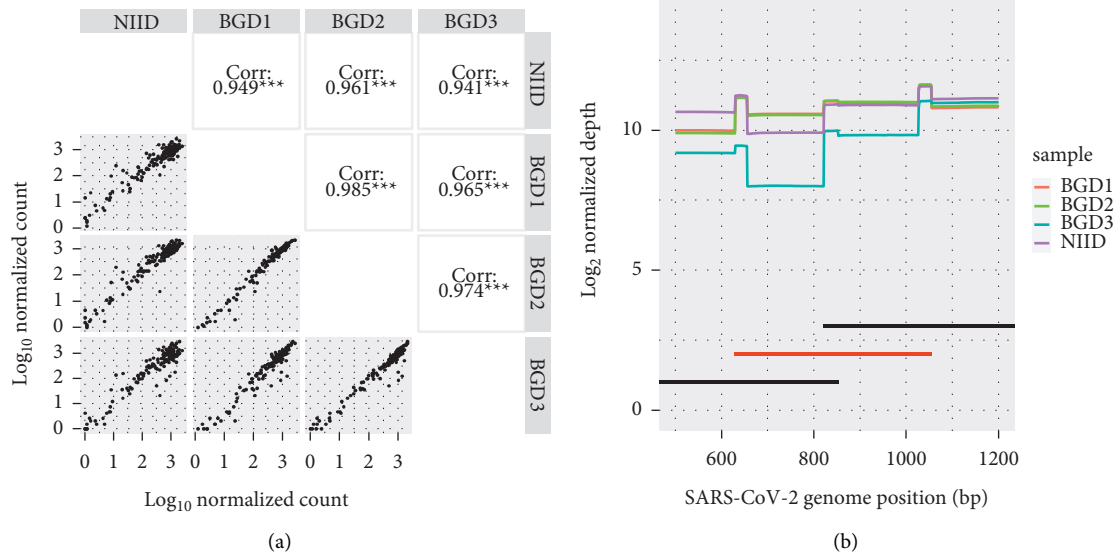 NIID BGD1 BGD2 BGD3
Corr:
0.949***
Corr:
0.961***
Corr:
0.941***
NIID
Corr:
0.985***
Corr:
0.965***
BGD1
Corr:
0.974***
BGD2
BGD3
Log₁₀ normalized count
Log₁₀ normalized count
3
2
1
0
3
2
1
0
3
2
1
0
0 1 2 3 0 1 2 3 0 1 2 3
Log₁₀ normalized count
(a)
Log₂ normalized depth
10
5
0
600 800 1000 1200
SARS-CoV-2 genome position (bp)
sample
BGD1
BGD2
BGD3
NIID
(b)